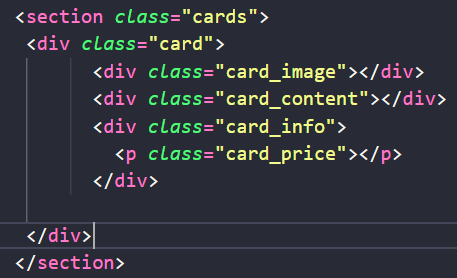 <section class="cards">
<div class="card">
<div class="card_image"></div>
<div class="card_content"></div>
<div class="card_info">
<p class="card_price"></p>
</div>
</div>
</section>